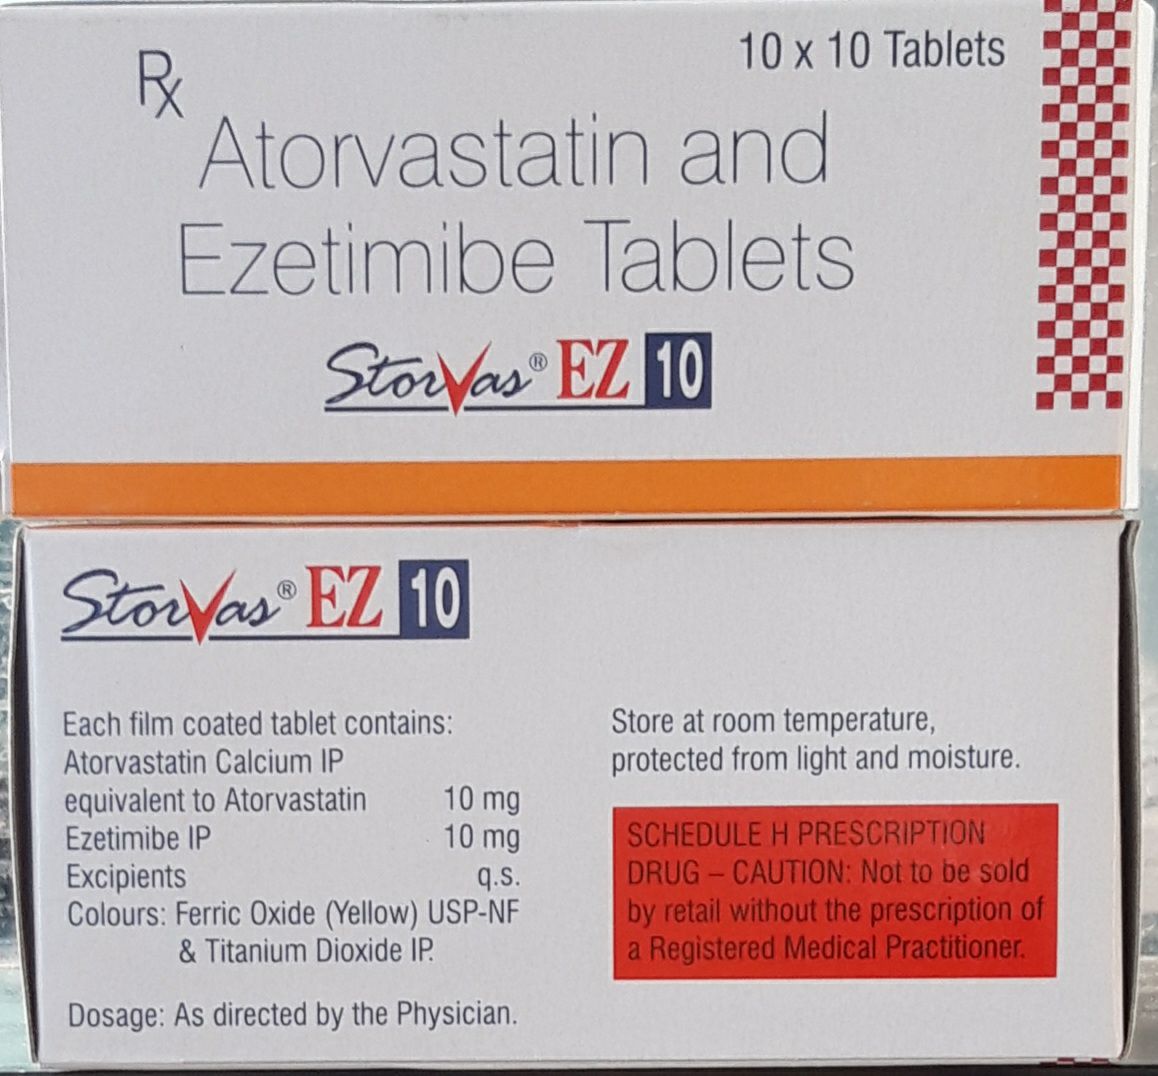 Rx
10 x 10 Tablets
Atorvastatin and
Ezetimibe Tablets
StorVas® EZ 10
StorVas® EZ 10
Each film coated tablet contains:
Atorvastatin Calcium IP
equivalent to Atorvastatin 10 mg
Ezetimibe IP 10 mg
Excipients q.s.
Colours: Ferric Oxide (Yellow) USP-NF
& Titanium Dioxide IP.
Dosage: As directed by the Physician.
Store at room temperature,
protected from light and moisture.
SCHEDULE H PRESCRIPTION
DRUG – CAUTION: Not to be sold
by retail without the prescription of
a Registered Medical Practitioner.